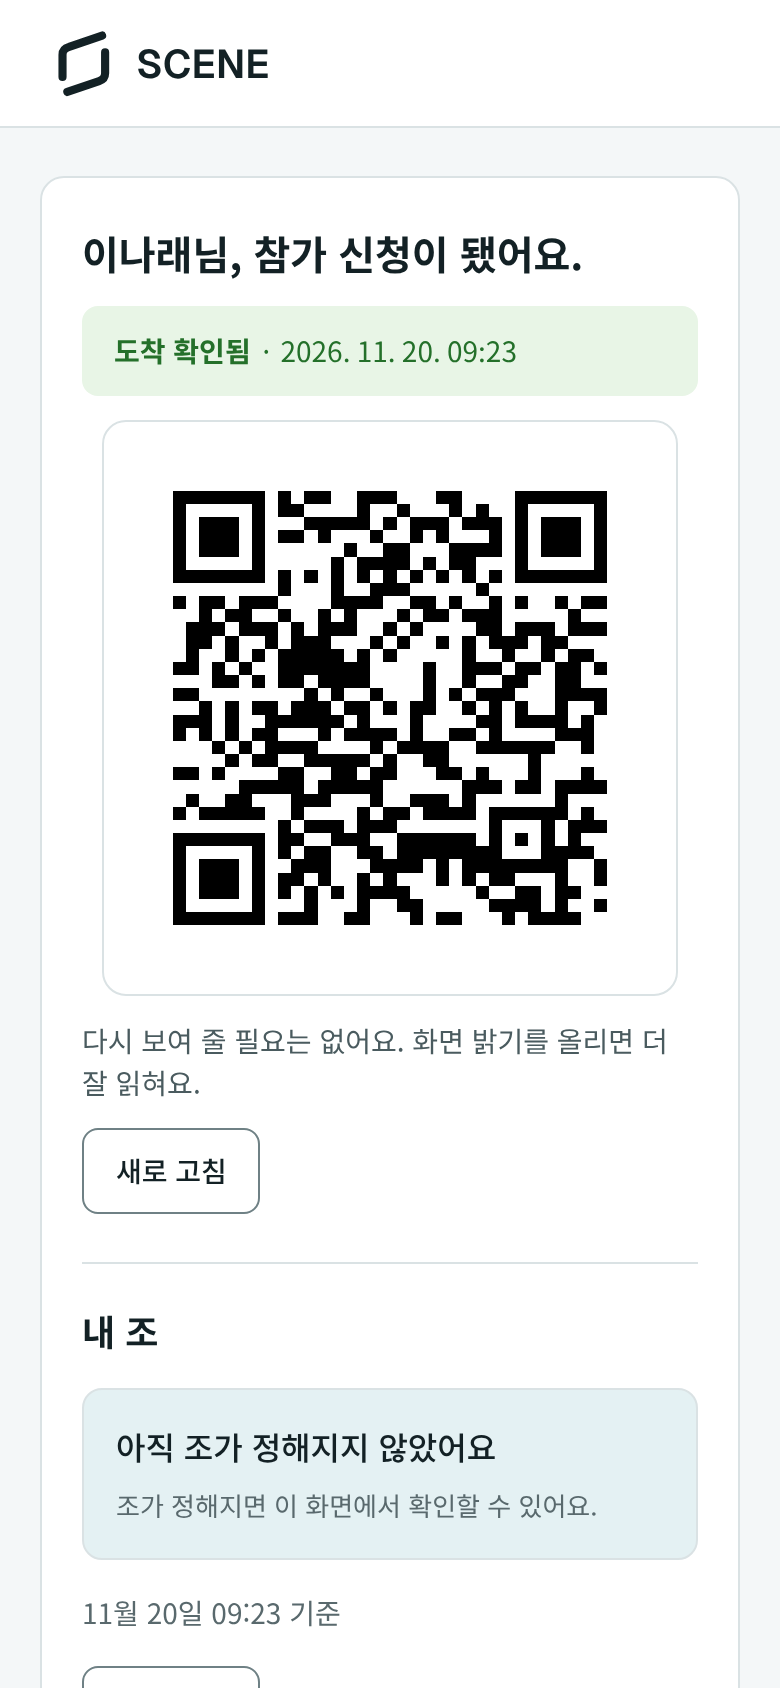 SCENE
이나래님, 참가 신청이 됐어요.
도착 확인됨 · 2026. 11. 20. 09:23
다시 보여 줄 필요는 없어요. 화면 밝기를 올리면 더
잘 읽혀요.
새로 고침
내 조
아직 조가 정해지지 않았어요
조가 정해지면 이 화면에서 확인할 수 있어요.
11월 20일 09:23 기준